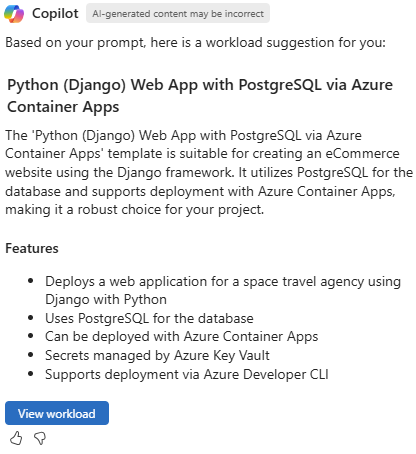 Copilot AI-generated content may be incorrect
Based on your prompt, here is a workload suggestion for you:
Python (Django) Web App with PostgreSQL via Azure
Container Apps
The 'Python (Django) Web App with PostgreSQL via Azure
Container Apps' template is suitable for creating an eCommerce
website using the Django framework. It utilizes PostgreSQL for the
database and supports deployment with Azure Container Apps,
making it a robust choice for your project.
Features
• Deploys a web application for a space travel agency using
Django with Python
• Uses PostgreSQL for the database
• Can be deployed with Azure Container Apps
• Secrets managed by Azure Key Vault
• Supports deployment via Azure Developer CLI
View workload